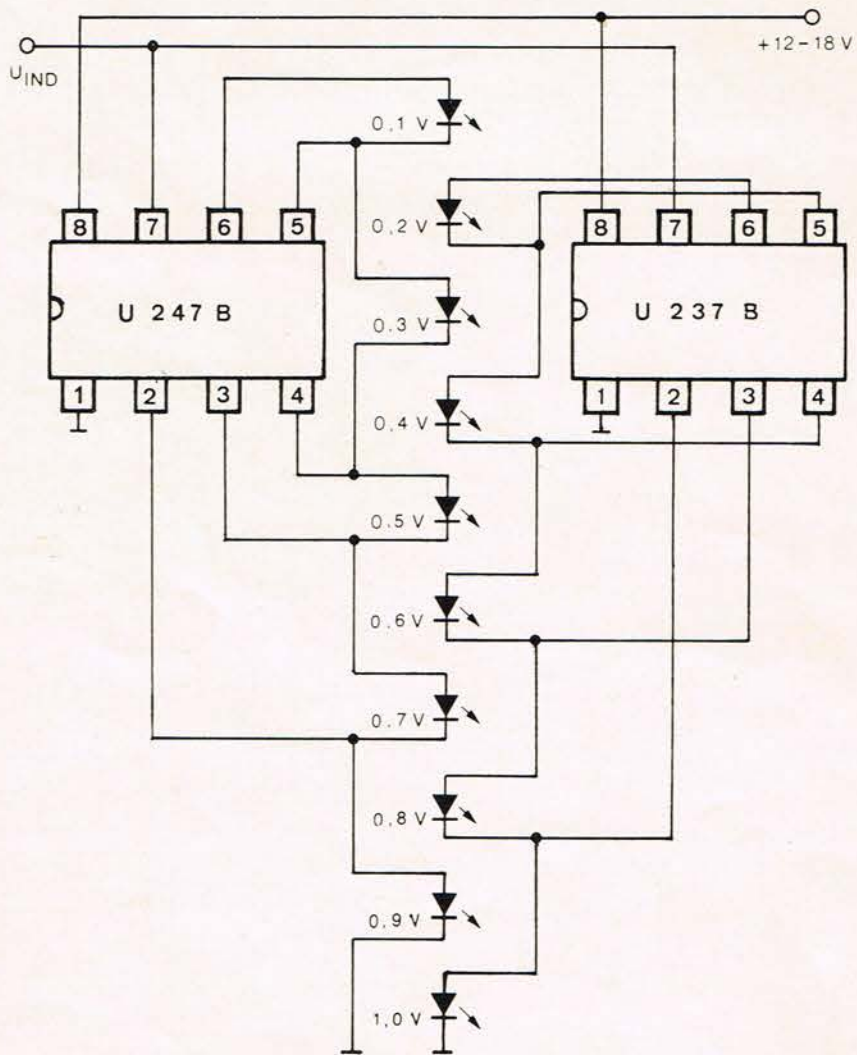 +12-18 V
U IND
0,1 V
0,2 V
8 7 6 5
8 7 6 5
U 247 B
0.3 V
U 237 B
1 2 3 4
0,4 V
1 2 3 4
0.5 V
0,6 V
0.7 V
0,8 V
0,9 V
1,0 V